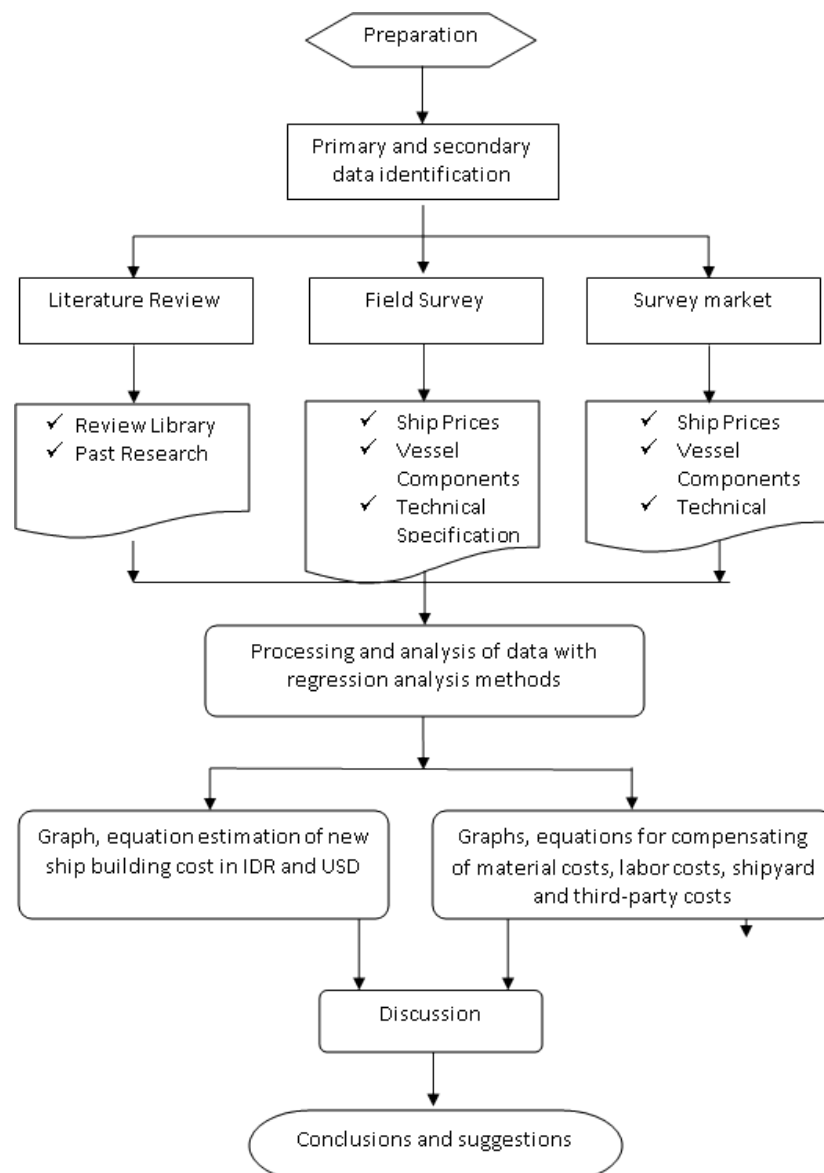 Preparation
Primary and secondary
data identification
Literature Review
Field Survey
Survey market
✓ Review Library
✓ Past Research
✓ Ship Prices
✓ Vessel
Components
✓ Technical
Specification
✓ Ship Prices
✓ Vessel
Components
✓ Technical
Processing and analysis of data with
regression analysis methods
Graph, equation estimation of new
ship building cost in IDR and USD
Graphs, equations for compensating
of material costs, labor costs, shipyard
and third-party costs
Discussion
Conclusions and suggestions